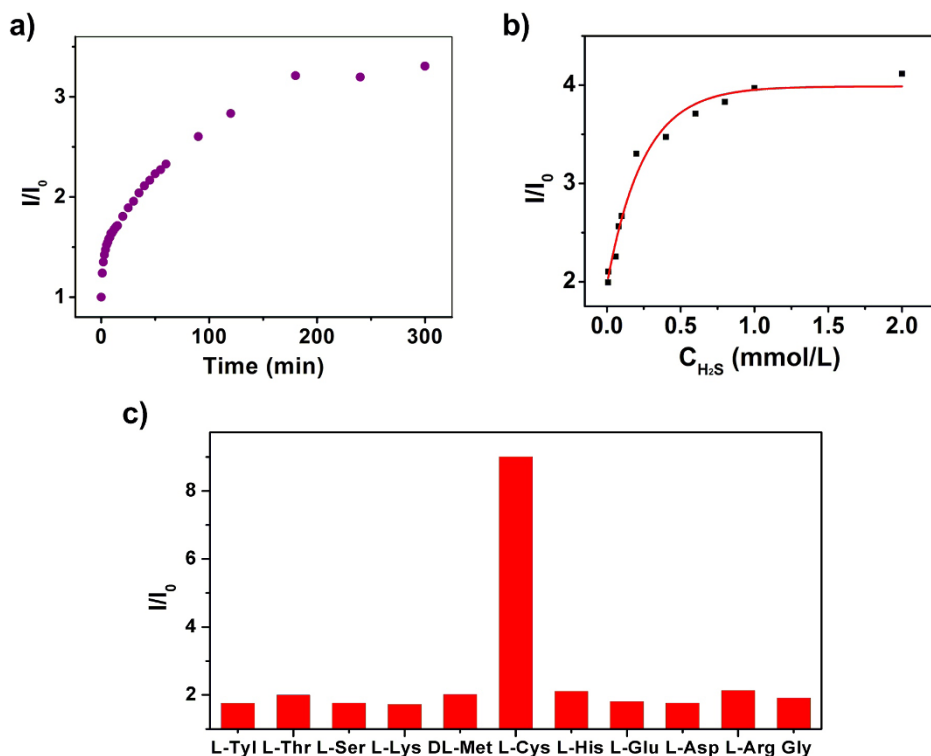 a)
I/I₀
3
2
1
0 100 200 300
Time (min)
b)
I/I₀
4
3
2
0.0 0.5 1.0 1.5 2.0
C_H₂S (mmol/L)
c)
I/I₀
8
6
4
2
L-Tyl L-Thr L-Ser L-Lys DL-Met L-Cys L-His L-Glu L-Asp L-Arg Gly